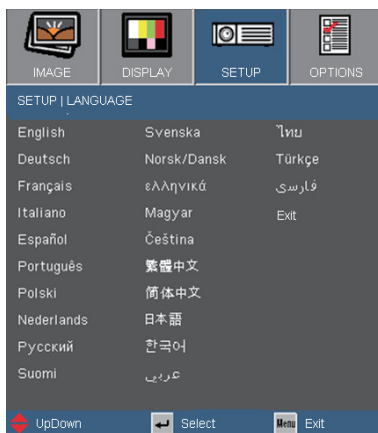 IMAGE DISPLAY SETUP OPTIONS
SETUP | LANGUAGE
English Svenska ไทย
Deutsch Norsk/Dansk Türkçe
Français ελληνικά فارسی
Italiano Magyar Exit
Español Čeština
Português 繁體中文
Polski 简体中文
Nederlands 日本語
Русский 한국어
Suomi عربي
UpDown Select Menu Exit